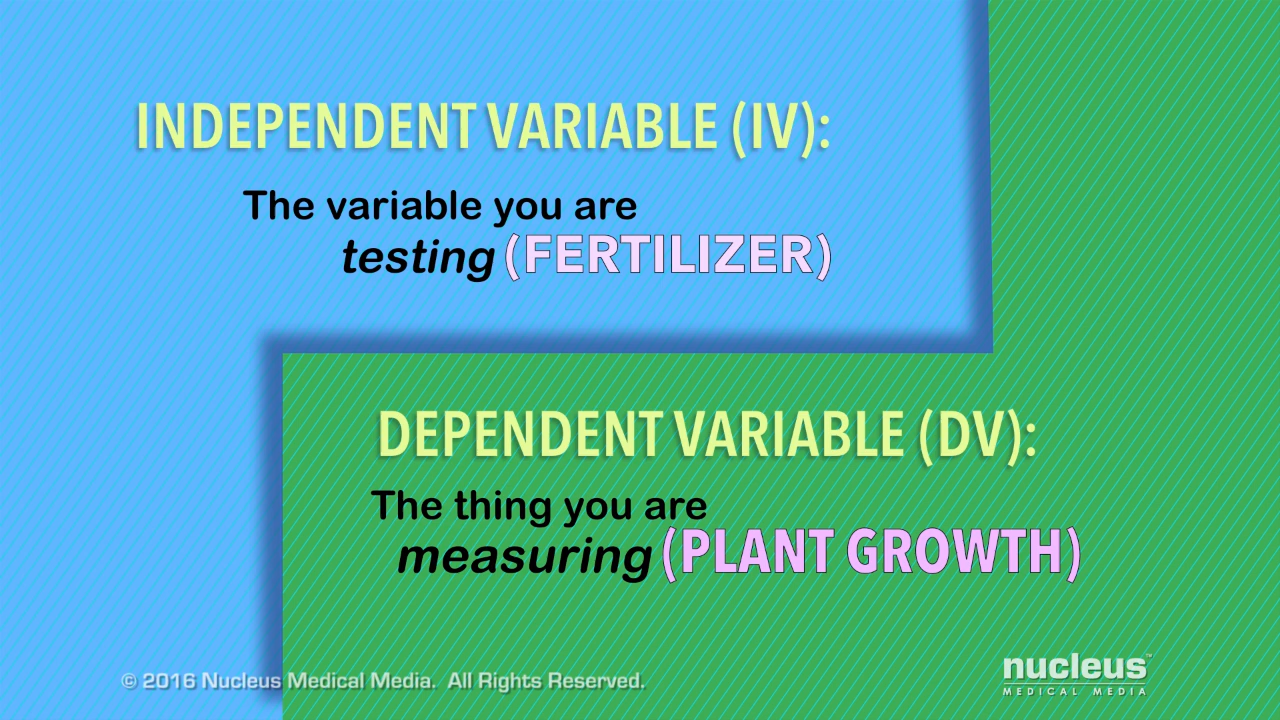 INDEPENDENT VARIABLE (IV):
The variable you are
testing (FERTILIZER)
DEPENDENT VARIABLE (DV):
The thing you are
measuring (PLANT GROWTH)
© 2016 Nucleus Medical Media. All Rights Reserved.
nucleus™
MEDICAL MEDIA